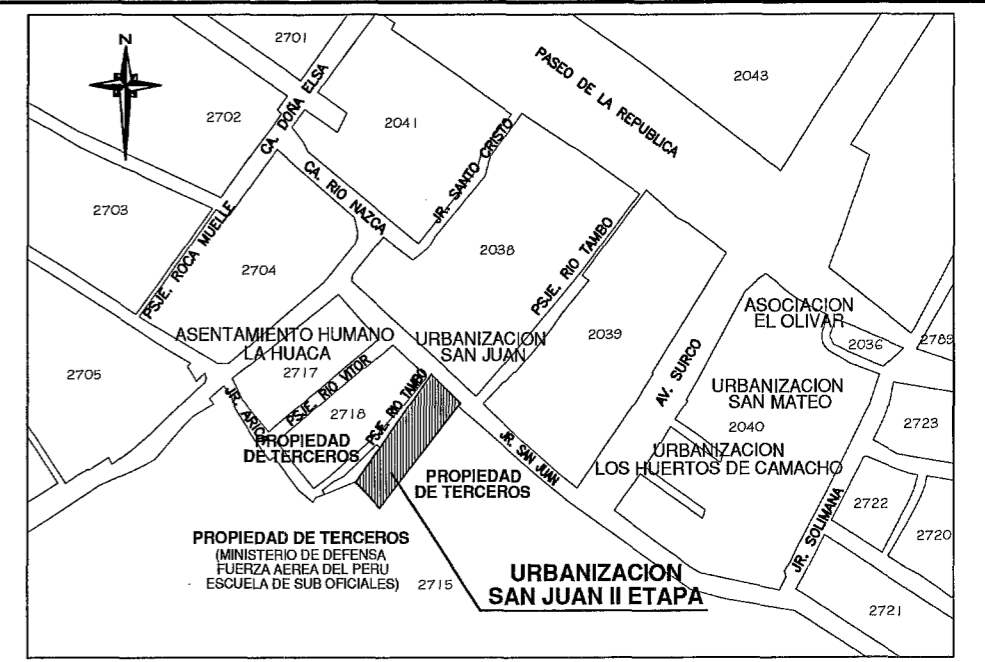 N
2701
2043
PASEO DE LA REPUBLICA
CA. DOÑA ELSA
2702
2041
JR. SANTO CRISTO
CA. RIO NAZCA
2703
PSJE. ROCA MUELLE
2704
2038
PSJE. RIO TAMBO
2039
ASOCIACION
EL OLIVAR
2036
2789
ASENTAMIENTO HUMANO
LA HUACA
URBANIZACION
SAN JUAN
2705
2717
PSJE. RIO VITOR
AV. SURCO
URBANIZACION
SAN MATEO
2040
2723
JR. ARICA
2718
PSJE. RIO TAMBO
PROPIEDAD
DE TERCEROS
JR. SAN JUAN
URBANIZACION
LOS HUERTOS DE CAMACHO
PROPIEDAD
DE TERCEROS
2722
2720
JR. SOLIMANA
PROPIEDAD DE TERCEROS
(MINISTERIO DE DEFENSA
FUERZA AEREA DEL PERU
ESCUELA DE SUB OFICIALES)
2715
URBANIZACION
SAN JUAN II ETAPA
2721